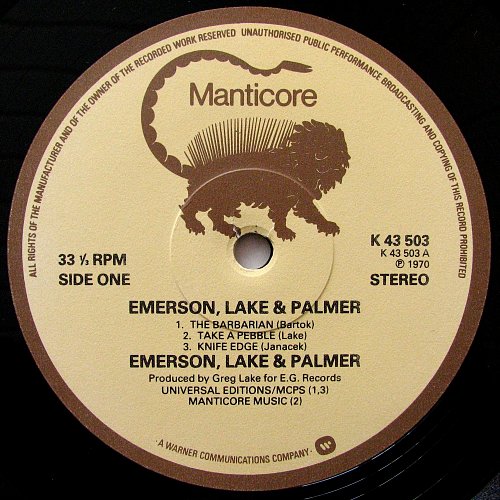 ALL RIGHTS OF THE MANUFACTURER AND OF THE OWNER OF THE RECORDED WORK RESERVED UNAUTHORISED PUBLIC PERFORMANCE BROADCASTING AND COPYING OF THIS RECORD PROHIBITED
Manticore
33 ⅓ RPM
SIDE ONE
K 43 503
K 43 503 A
℗ 1970
STEREO
EMERSON, LAKE & PALMER
1. THE BARBARIAN (Bartok)
2. TAKE A PEBBLE (Lake)
3. KNIFE EDGE (Janacek)
EMERSON, LAKE & PALMER
Produced by Greg Lake for E.G. Records
UNIVERSAL EDITIONS/MCPS (1,3)
MANTICORE MUSIC (2)
· A WARNER COMMUNICATIONS COMPANY ·